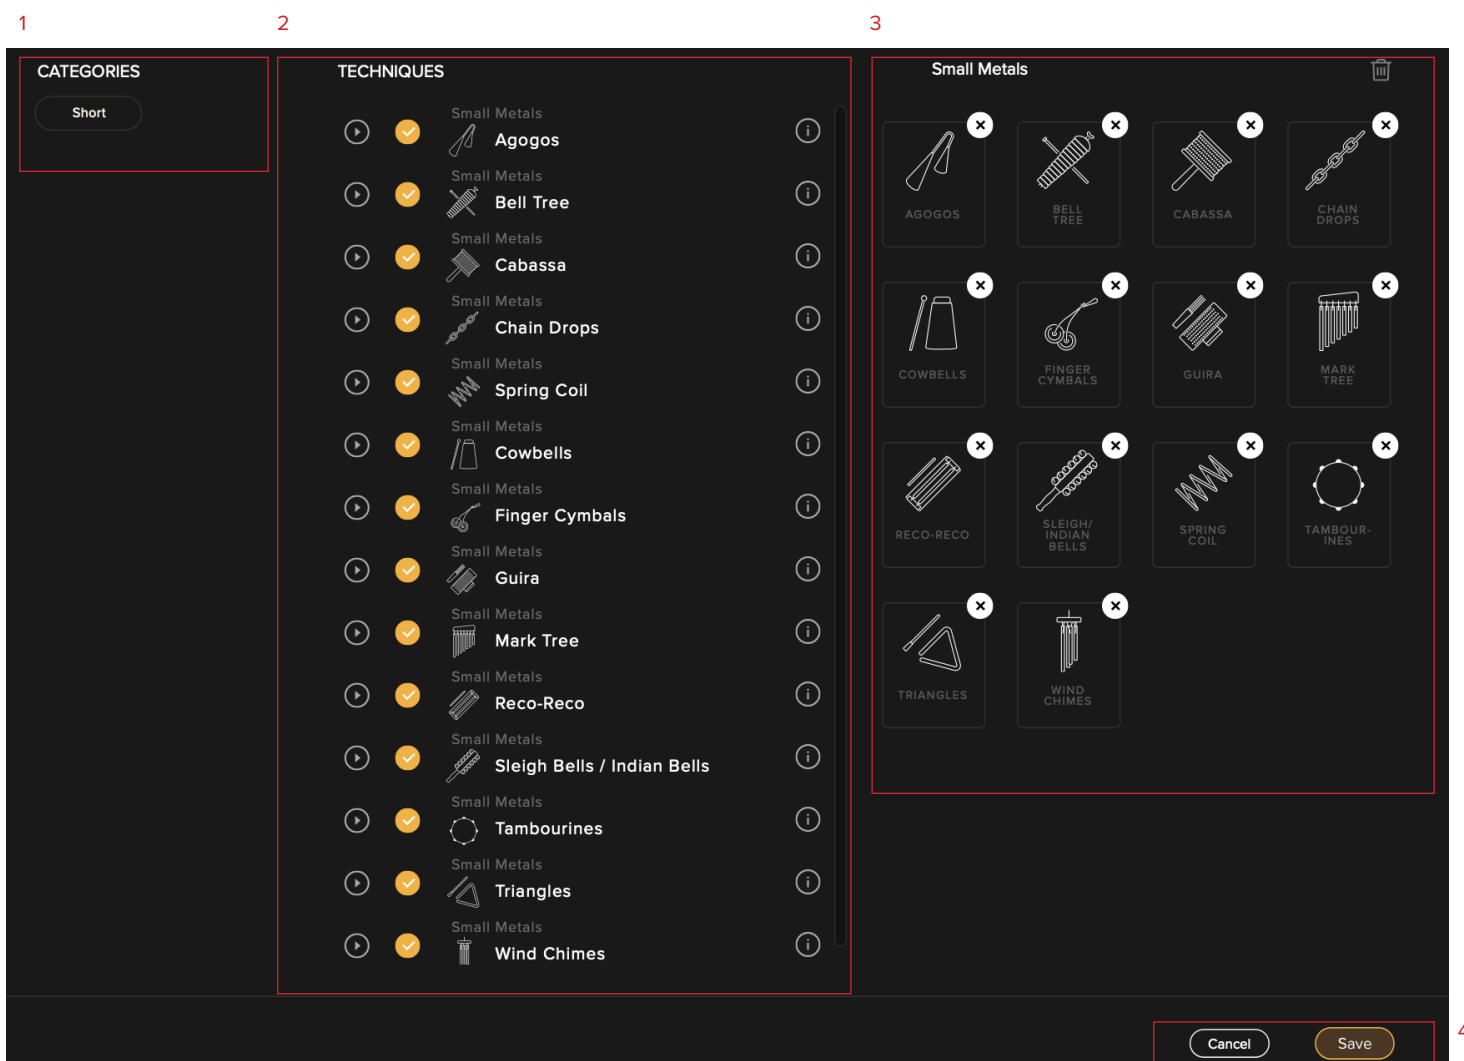 1
2
3
CATEGORIES
Short
TECHNIQUES
Small Metals
Agogos
Small Metals
Bell Tree
Small Metals
Cabassa
Small Metals
Chain Drops
Small Metals
Spring Coil
Small Metals
Cowbells
Small Metals
Finger Cymbals
Small Metals
Guira
Small Metals
Mark Tree
Small Metals
Reco-Reco
Small Metals
Sleigh Bells / Indian Bells
Small Metals
Tambourines
Small Metals
Triangles
Small Metals
Wind Chimes
Small Metals
AGOGOS
BELL
TREE
CABASSA
CHAIN
DROPS
COWBELLS
FINGER
CYMBALS
GUIRA
MARK
TREE
RECO-RECO
SLEIGH/
INDIAN
BELLS
SPRING
COIL
TAMBOUR-
INES
TRIANGLES
WIND
CHIMES
4
Cancel
Save